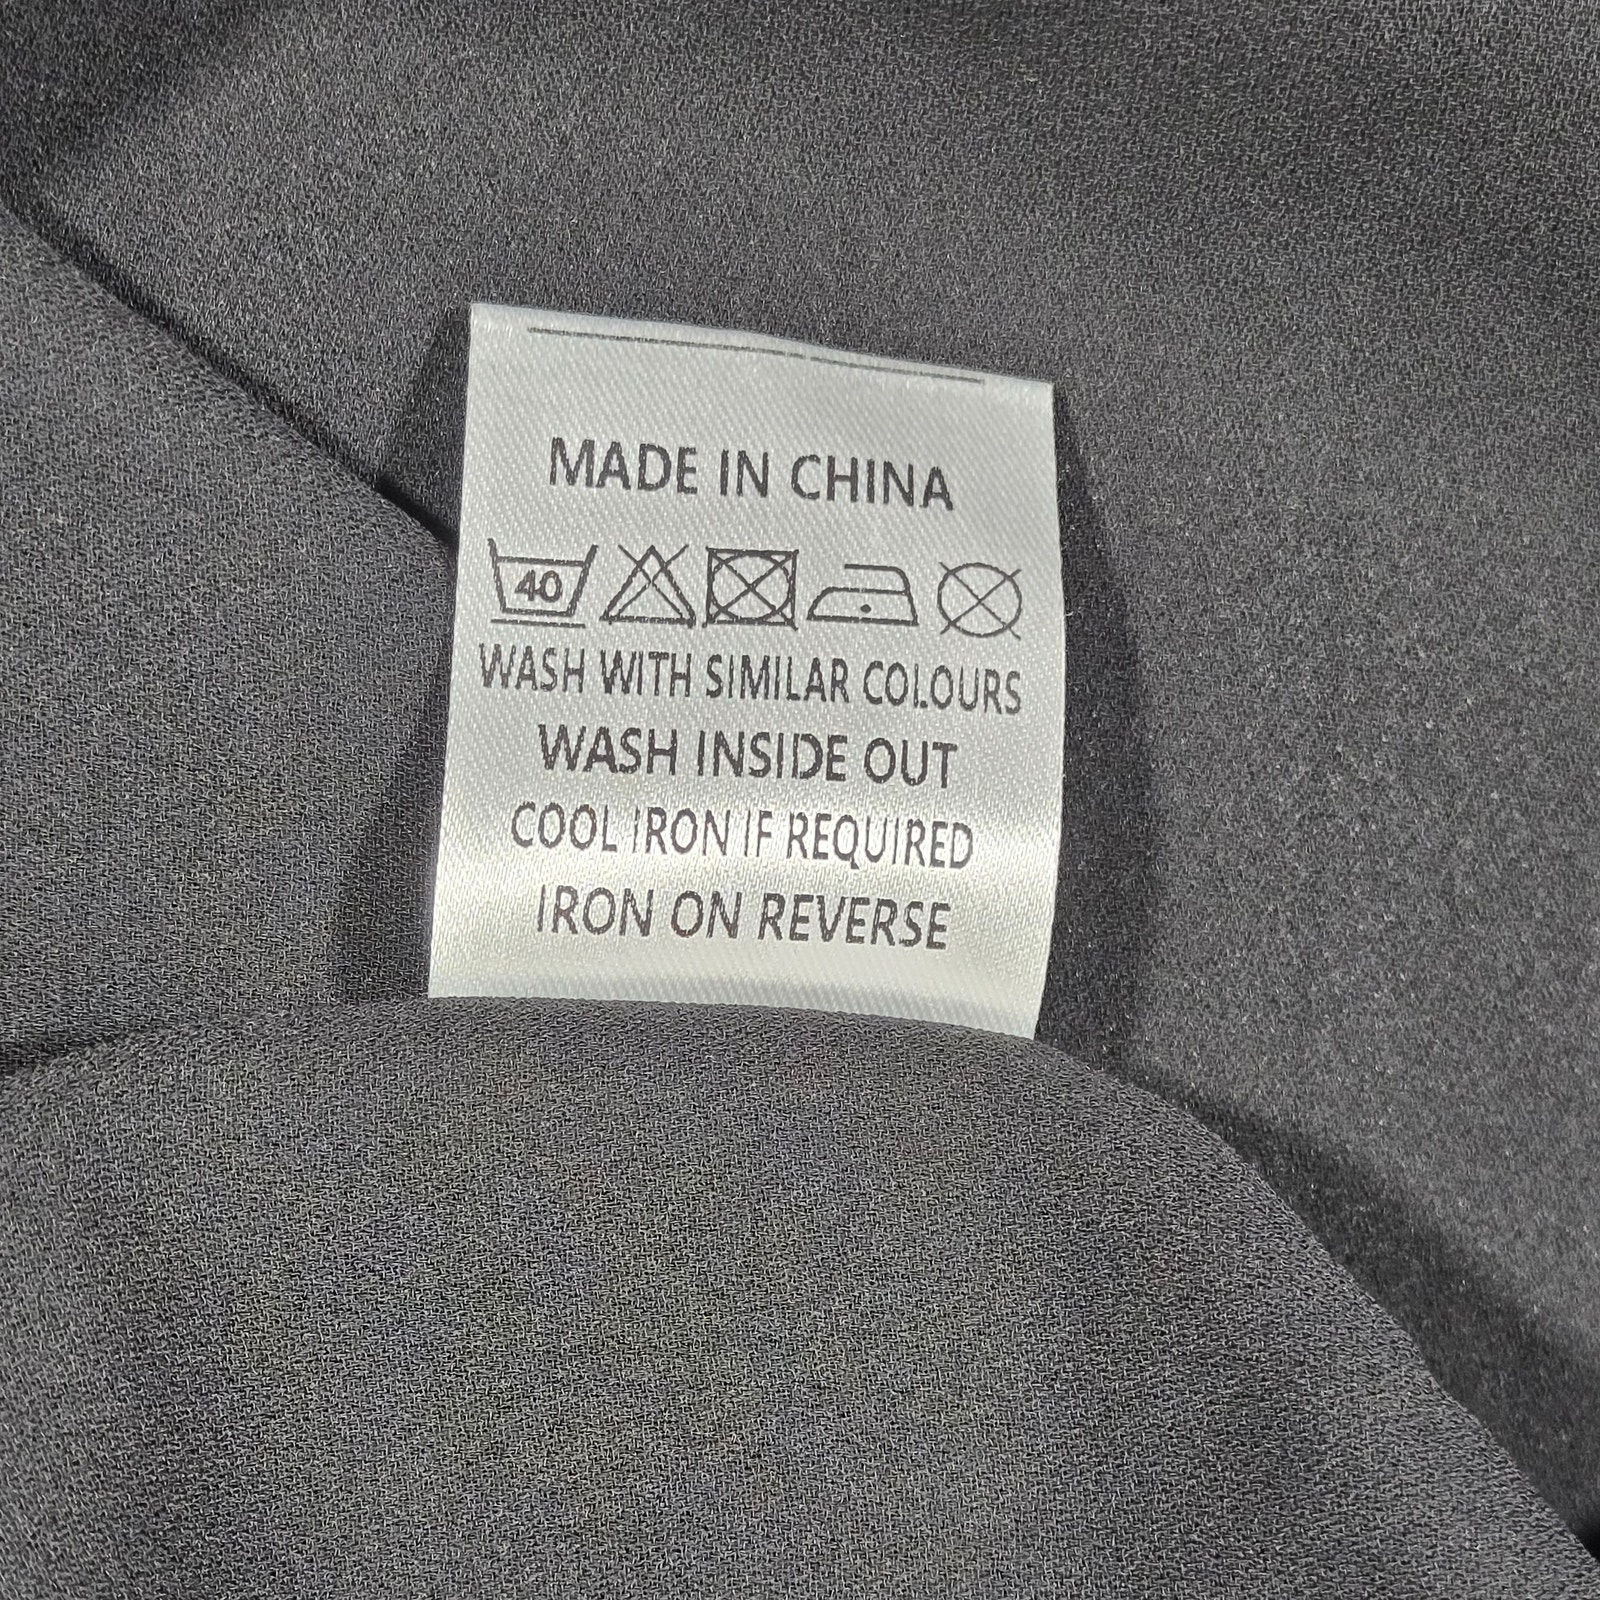 MADE IN CHINA
40
WASH WITH SIMILAR COLOURS
WASH INSIDE OUT
COOL IRON IF REQUIRED
IRON ON REVERSE